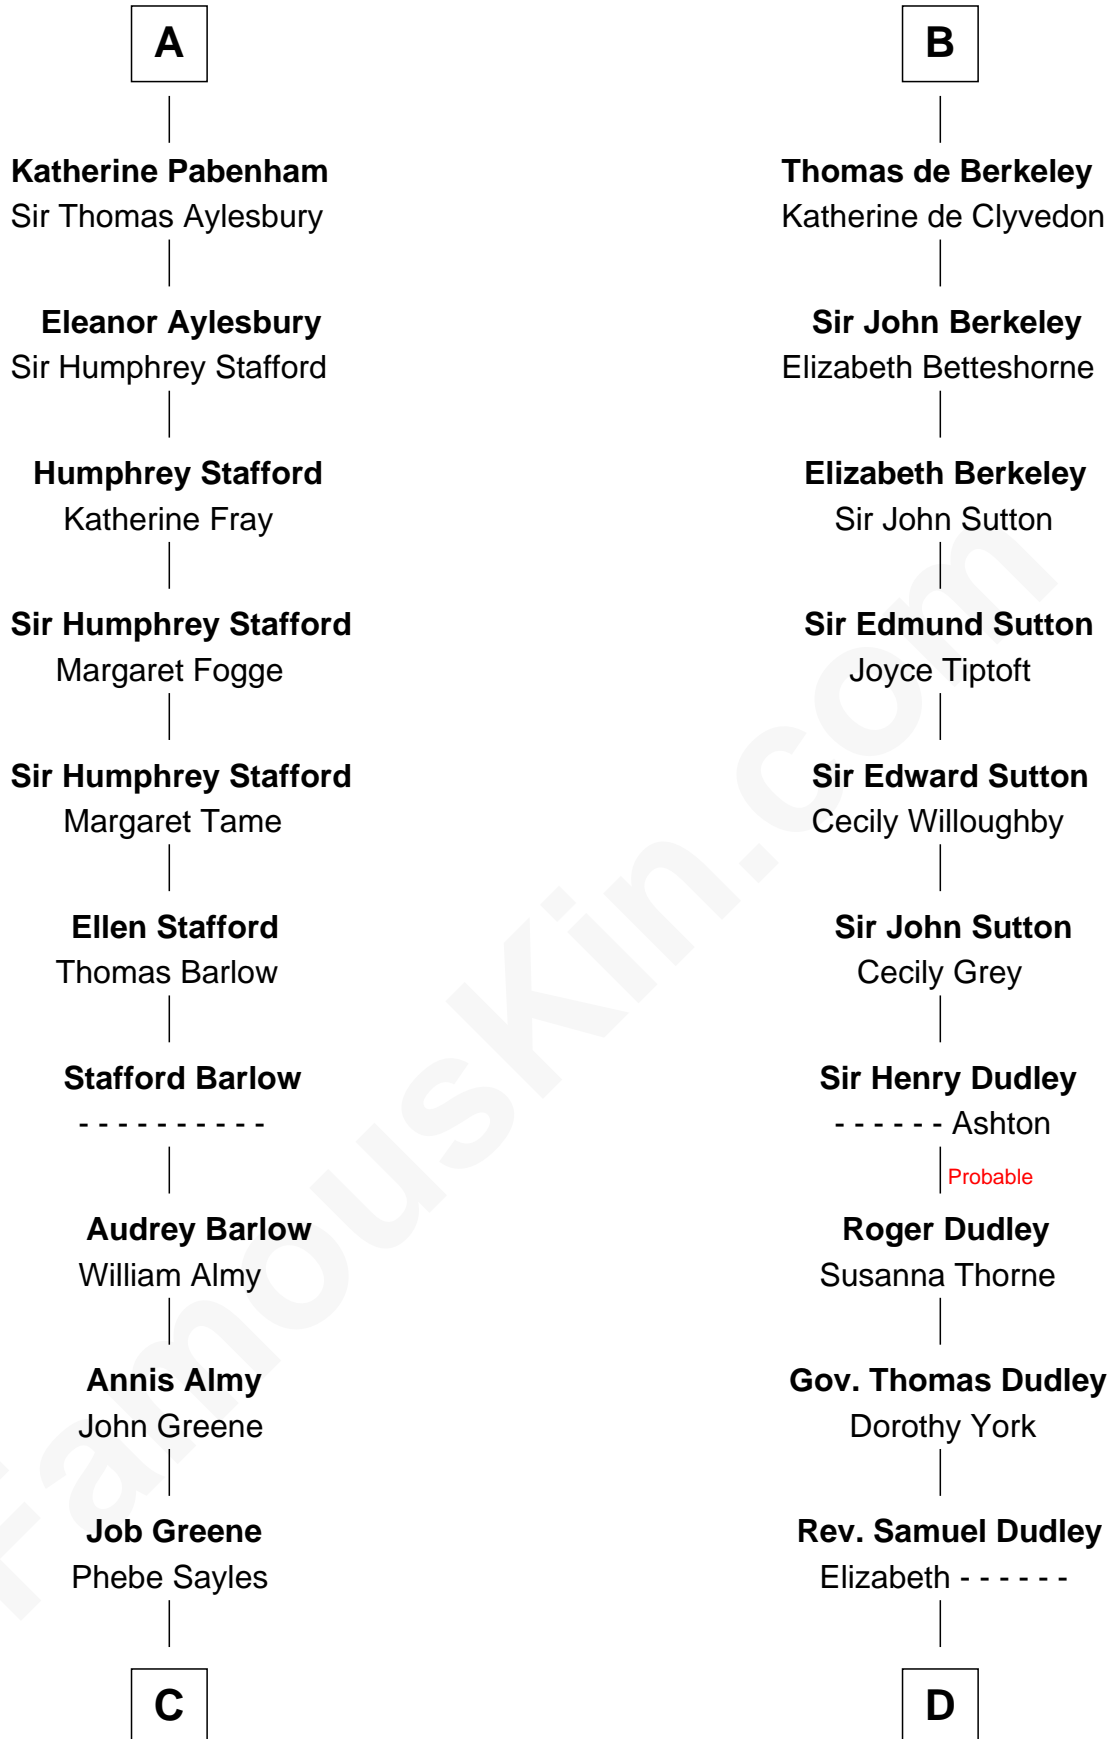 A
Katherine Pabenham
Sir Thomas Aylesbury
Eleanor Aylesbury
Sir Humphrey Stafford
Humphrey Stafford
Katherine Fray
Sir Humphrey Stafford
Margaret Fogge
Sir Humphrey Stafford
Margaret Tame
Ellen Stafford
Thomas Barlow
Stafford Barlow
- - - - - - - - - -
Audrey Barlow
William Almy
Annis Almy
John Greene
Job Greene
Phebe Sayles
C
B
Thomas de Berkeley
Katherine de Clyvedon
Sir John Berkeley
Elizabeth Betteshorne
Elizabeth Berkeley
Sir John Sutton
Sir Edmund Sutton
Joyce Tiptoft
Sir Edward Sutton
Cecily Willoughby
Sir John Sutton
Cecily Grey
Sir Henry Dudley
- - - - - - Ashton
Probable
Roger Dudley
Susanna Thorne
Gov. Thomas Dudley
Dorothy York
Rev. Samuel Dudley
Elizabeth - - - - - -
D
FamousKin.com